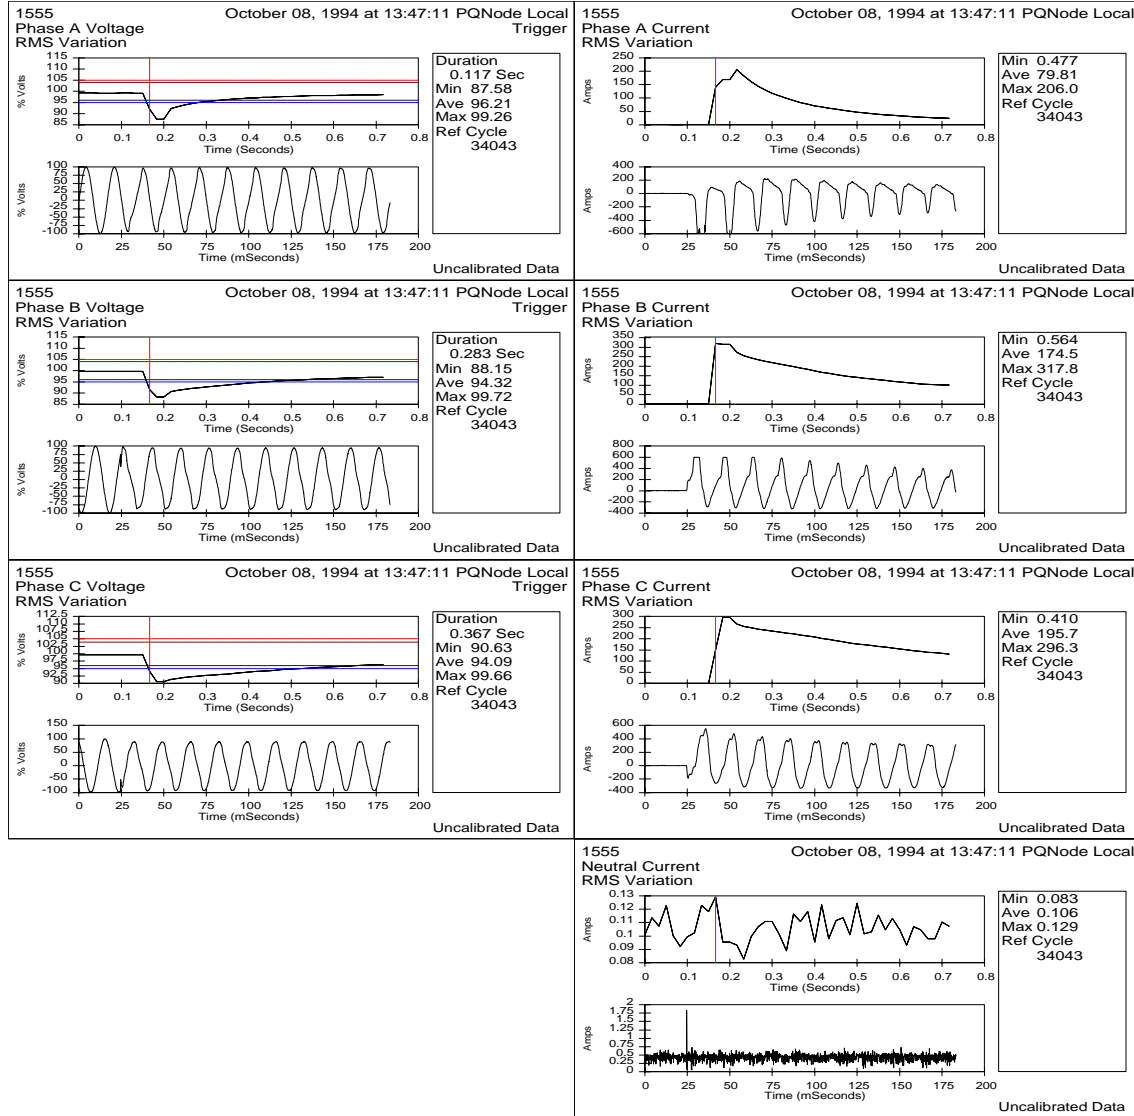 1555 October 08, 1994 at 13:47:11 PQNode Local
Phase A Voltage Trigger
RMS Variation
% Volts
115
110
105
100
95
90
85
0 0.1 0.2 0.3 0.4 0.5 0.6 0.7 0.8
Time (Seconds)
Duration
0.117 Sec
Min 87.58
Ave 96.21
Max 99.26
Ref Cycle
34043
% Volts
100
75
50
25
0
-25
-50
-75
-100
0 25 50 75 100 125 150 175 200
Time (mSeconds)
Uncalibrated Data
1555 October 08, 1994 at 13:47:11 PQNode Local
Phase A Current
RMS Variation
Amps
250
200
150
100
50
0
0 0.1 0.2 0.3 0.4 0.5 0.6 0.7 0.8
Time (Seconds)
Min 0.477
Ave 79.81
Max 206.0
Ref Cycle
34043
Amps
400
200
0
-200
-400
-600
0 25 50 75 100 125 150 175 200
Time (mSeconds)
Uncalibrated Data
1555 October 08, 1994 at 13:47:11 PQNode Local
Phase B Voltage Trigger
RMS Variation
% Volts
115
110
105
100
95
90
85
0 0.1 0.2 0.3 0.4 0.5 0.6 0.7 0.8
Time (Seconds)
Duration
0.283 Sec
Min 88.15
Ave 94.32
Max 99.72
Ref Cycle
34043
% Volts
100
75
50
25
0
-25
-50
-75
-100
0 25 50 75 100 125 150 175 200
Time (mSeconds)
Uncalibrated Data
1555 October 08, 1994 at 13:47:11 PQNode Local
Phase B Current
RMS Variation
Amps
350
300
250
200
150
100
50
0
0 0.1 0.2 0.3 0.4 0.5 0.6 0.7 0.8
Time (Seconds)
Min 0.564
Ave 174.5
Max 317.8
Ref Cycle
34043
Amps
800
600
400
200
0
-200
-400
0 25 50 75 100 125 150 175 200
Time (mSeconds)
Uncalibrated Data
1555 October 08, 1994 at 13:47:11 PQNode Local
Phase C Voltage Trigger
RMS Variation
% Volts
112.5
110
107.5
105
102.5
100
97.5
95
92.5
90
0 0.1 0.2 0.3 0.4 0.5 0.6 0.7 0.8
Time (Seconds)
Duration
0.367 Sec
Min 90.63
Ave 94.09
Max 99.66
Ref Cycle
34043
% Volts
150
100
50
0
-50
-100
0 25 50 75 100 125 150 175 200
Time (mSeconds)
Uncalibrated Data
1555 October 08, 1994 at 13:47:11 PQNode Local
Phase C Current
RMS Variation
Amps
300
250
200
150
100
50
0
0 0.1 0.2 0.3 0.4 0.5 0.6 0.7 0.8
Time (Seconds)
Min 0.410
Ave 195.7
Max 296.3
Ref Cycle
34043
Amps
600
400
200
0
-200
-400
0 25 50 75 100 125 150 175 200
Time (mSeconds)
Uncalibrated Data
1555 October 08, 1994 at 13:47:11 PQNode Local
Neutral Current
RMS Variation
Amps
0.13
0.12
0.11
0.1
0.09
0.08
0 0.1 0.2 0.3 0.4 0.5 0.6 0.7 0.8
Time (Seconds)
Min 0.083
Ave 0.106
Max 0.129
Ref Cycle
34043
Amps
2
1.75
1.5
1.25
1
0.75
0.5
0.25
0
0 25 50 75 100 125 150 175 200
Time (mSeconds)
Uncalibrated Data